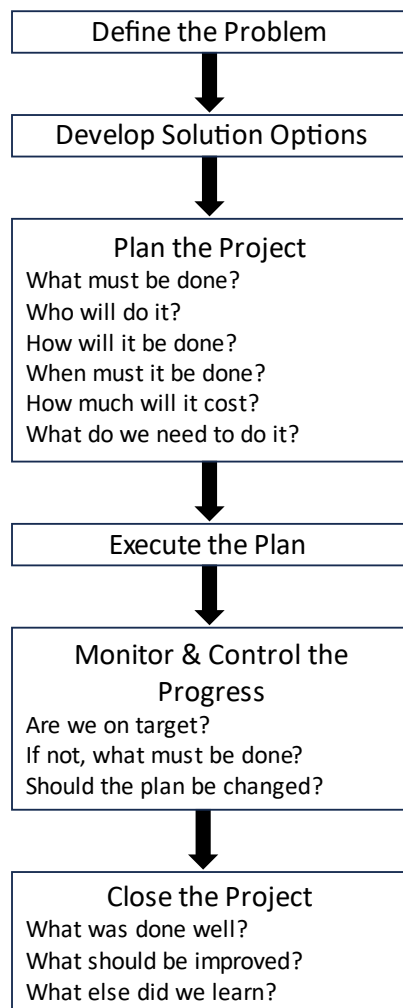 Define the Problem
Develop Solution Options
Plan the Project
What must be done?
Who will do it?
How will it be done?
When must it be done?
How much will it cost?
What do we need to do it?
Execute the Plan
Monitor & Control the
Progress
Are we on target?
If not, what must be done?
Should the plan be changed?
Close the Project
What was done well?
What should be improved?
What else did we learn?